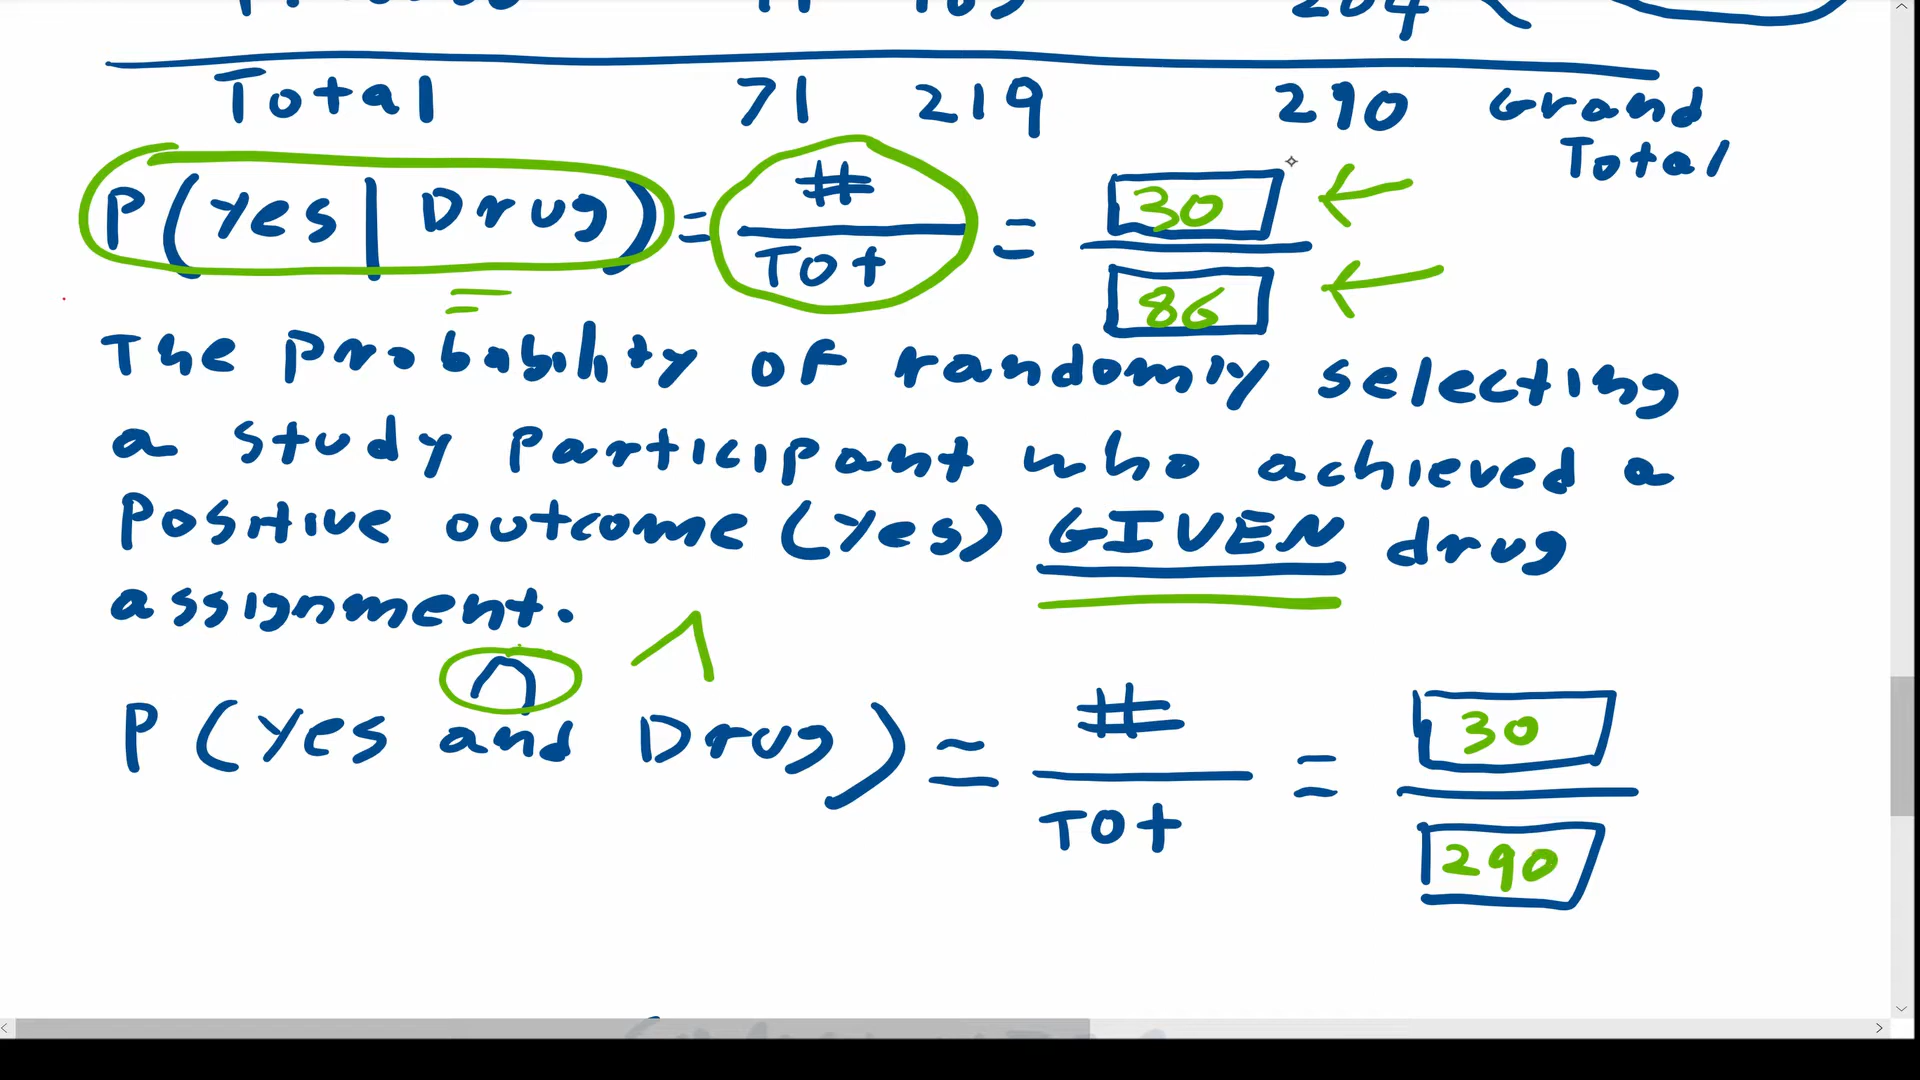 Total 71 219 290 Grand Total
P(Yes | Drug) = # / Tot = 30 / 86
The probability of randomly selecting
a study participant who achieved a
positive outcome (yes) GIVEN drug
assignment.
∩ ∧
P(Yes and Drug) = # / Tot = 30 / 290